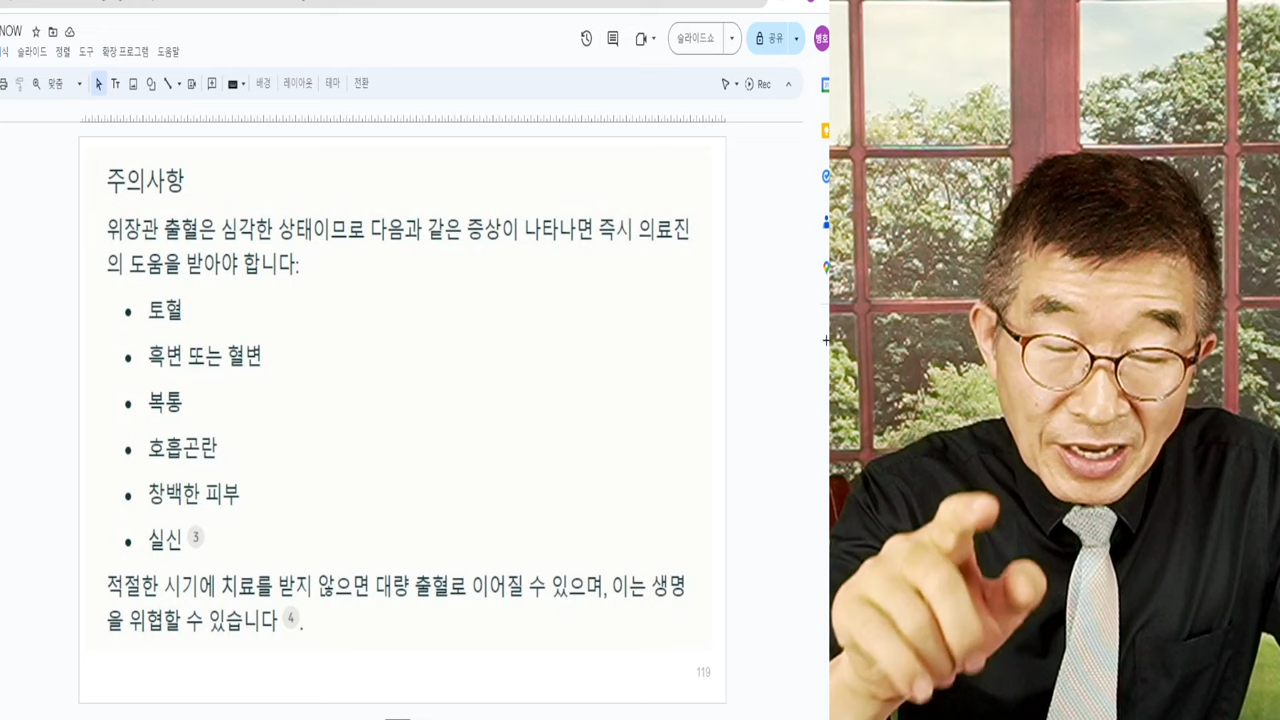 NOW
슬라이드 정렬 도구 확장 프로그램 도움말
슬라이드쇼
공유
병호
맞춤
Tт
배경 레이아웃 테마 전환
Rec
주의사항
위장관 출혈은 심각한 상태이므로 다음과 같은 증상이 나타나면 즉시 의료진
의 도움을 받아야 합니다:
• 토혈
• 흑변 또는 혈변
• 복통
• 호흡곤란
• 창백한 피부
• 실신 3
적절한 시기에 치료를 받지 않으면 대량 출혈로 이어질 수 있으며, 이는 생명
을 위협할 수 있습니다 4.
119